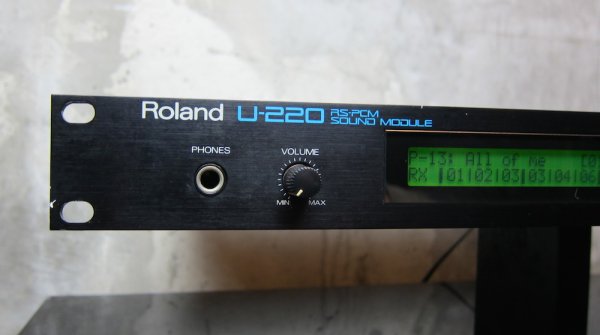 Roland U-220 RS-PCM
SOUND MODULE
PHONES
VOLUME
MIN MAX
P-13: All of me [0
RX |01|02|03|03|04|06